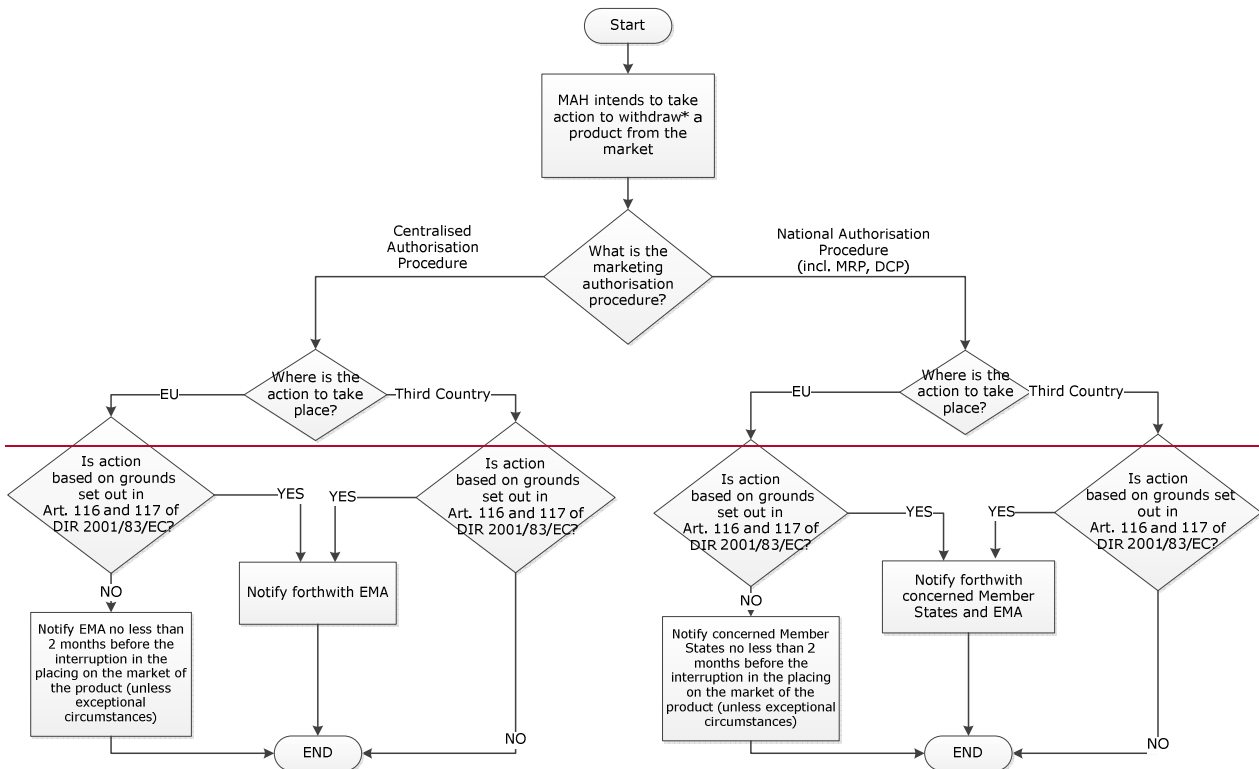 Start
MAH intends to take
action to withdraw* a
product from the
market
Centralised
Authorisation
Procedure
What is the
marketing
authorisation
procedure?
National Authorisation
Procedure
(incl. MRP, DCP)
EU
Where is the
action to take
place?
Third Country
EU
Where is the
action to take
place?
Third Country
Is action
based on grounds
set out in
Art. 116 and 117 of
DIR 2001/83/EC?
YES
YES
Is action
based on grounds
set out in
Art. 116 and 117 of
DIR 2001/83/EC?
Is action
based on grounds
set out in
Art. 116 and 117 of
DIR 2001/83/EC?
YES
YES
Is action
based on grounds set
out in
Art. 116 and 117 of
DIR 2001/83/EC?
NO
Notify forthwith EMA
NO
Notify forthwith
concerned Member
States and EMA
Notify EMA no less than
2 months before the
interruption in the
placing on the market of
the product (unless
exceptional
circumstances)
Notify concerned Member
States no less than 2
months before the
interruption in the placing
on the market of the
product (unless exceptional
circumstances)
NO
NO
END
END